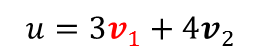 u = 3𝒗₁ + 4𝒗₂